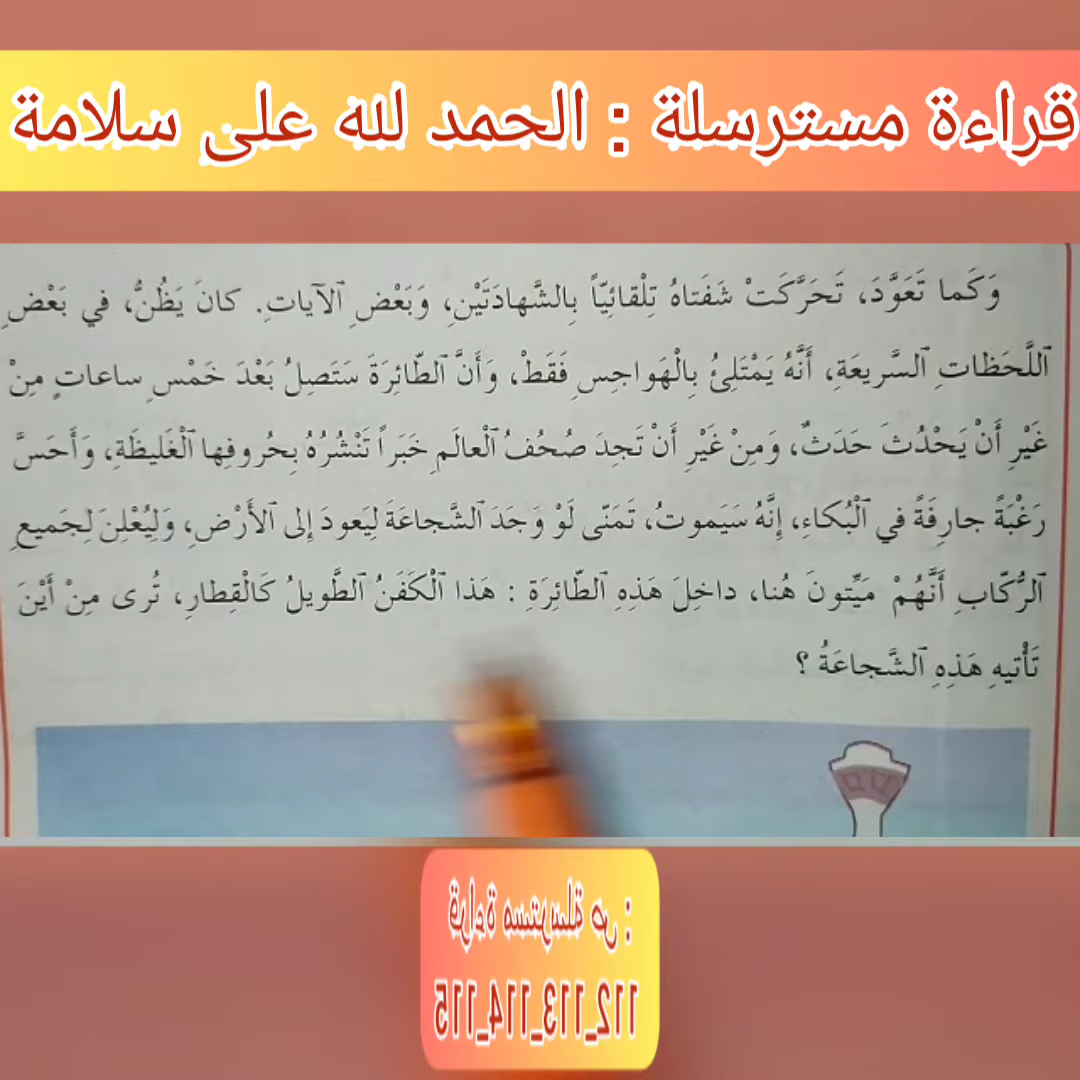 قراءة مسترسلة : الحمد لله على سلامة
وَكَما تَعَوَّدَ، تَحَرَّكَتْ شَفَتاهُ تِلْقائِيّاً بِالشَّهادَتَيْنِ، وَبَعْضِ ٱلآياتِ. كانَ يَظُنُّ، في بَعْضِ
ٱللَّحَظاتِ ٱلسَّريعَةِ، أَنَّهُ يَمْتَلِئُ بِالْهَواجِسِ فَقَطْ، وَأَنَّ ٱلطّائِرَةَ سَتَصِلُ بَعْدَ خَمْسِ ساعاتٍ مِنْ
غَيْرِ أَنْ يَحْدُثَ حَدَثٌ، وَمِنْ غَيْرِ أَنْ تَجِدَ صُحُفُ ٱلْعالَمِ خَبَراً تَنْشُرُهُ بِحُروفِها ٱلْغَليظَةِ، وَأَحَسَّ
رَغْبَةً جارِفَةً في ٱلْبُكاءِ، إِنَّهُ سَيَموتُ، تَمَنّى لَوْ وَجَدَ ٱلشَّجاعَةَ لِيَعودَ إِلى ٱلأَرْضِ، وَلِيُعْلِنَ لِجَميعِ
ٱلرُّكّابِ أَنَّهُمْ مَيِّتونَ هُنا، داخِلَ هَذِهِ ٱلطّائِرَةِ : هَذا ٱلْكَفَنُ ٱلطَّويلُ كَالْقِطارِ، تُرى مِنْ أَيْنَ
تَأْتيهِ هَذِهِ ٱلشَّجاعَةُ ؟
قراءة مسترسلة ص :
112_113_114_115